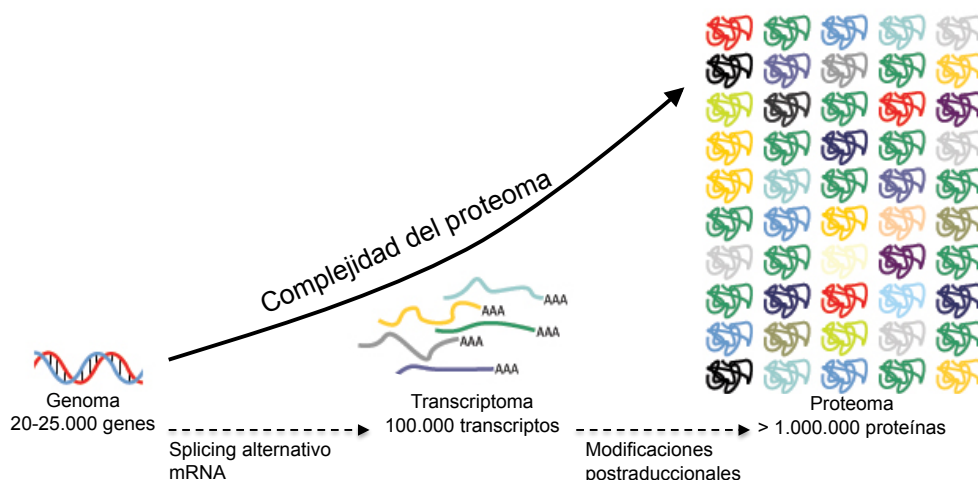 Complejidad del proteoma
AAA
AAA
AAA
AAA
AAA
Genoma
20-25.000 genes
Transcriptoma
100.000 transcriptos
Proteoma
> 1.000.000 proteínas
Splicing alternativo
mRNA
Modificaciones
postraduccionales